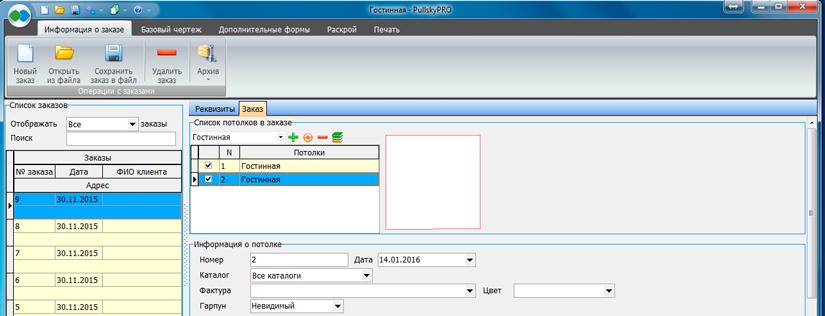 Гостинная - PullskyPRO
Информация о заказе Базовый чертеж Дополнительные формы Раскрой Печать
Новый заказ
Открыть из файла
Сохранить заказ в файл
Удалить заказ
Архив
Операции с заказами
Список заказов
Отображать Все заказы
Поиск
Заказы
№ заказа Дата ФИО клиента
Адрес
9 30.11.2015
8 30.11.2015
7 30.11.2015
6 30.11.2015
5 30.11.2015
Реквизиты Заказ
Список потолков в заказе
Гостинная
N Потолки
1 Гостинная
2 Гостинная
Информация о потолке
Номер 2 Дата 14.01.2016
Каталог Все каталоги
Фактура Цвет
Гарпун Невидимый